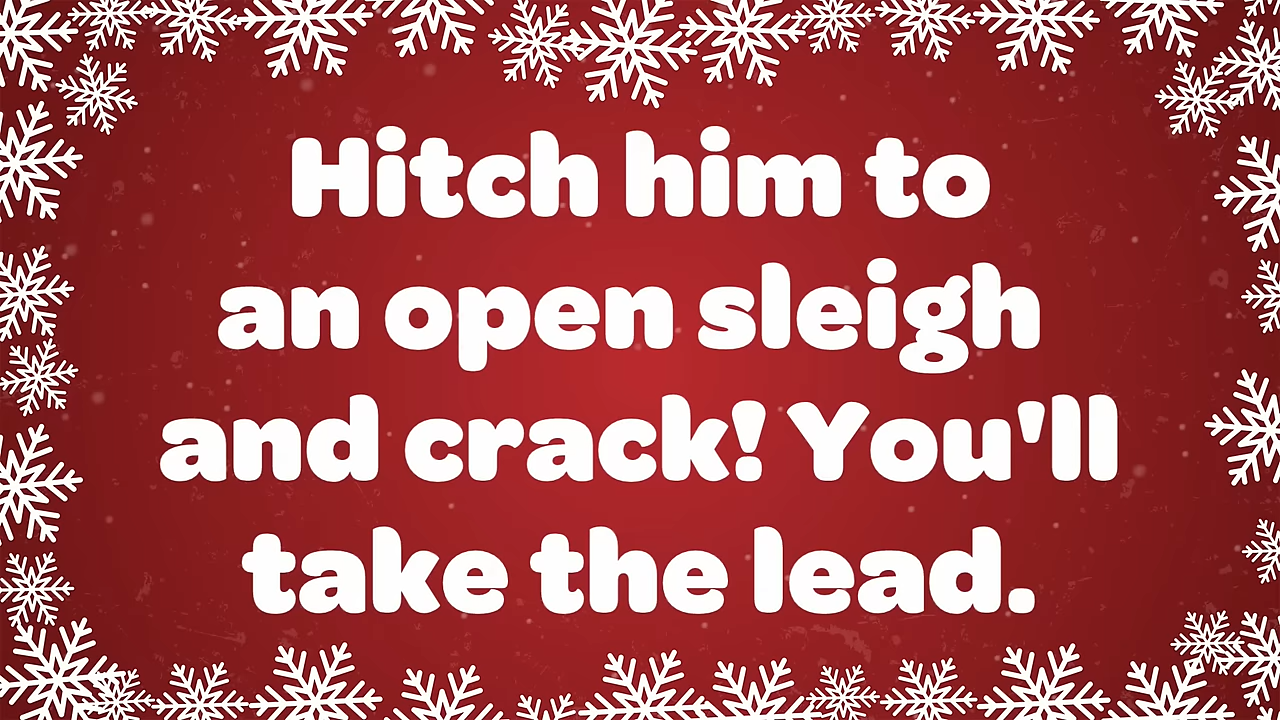 Hitch him to
an open sleigh
and crack! You'll
take the lead.